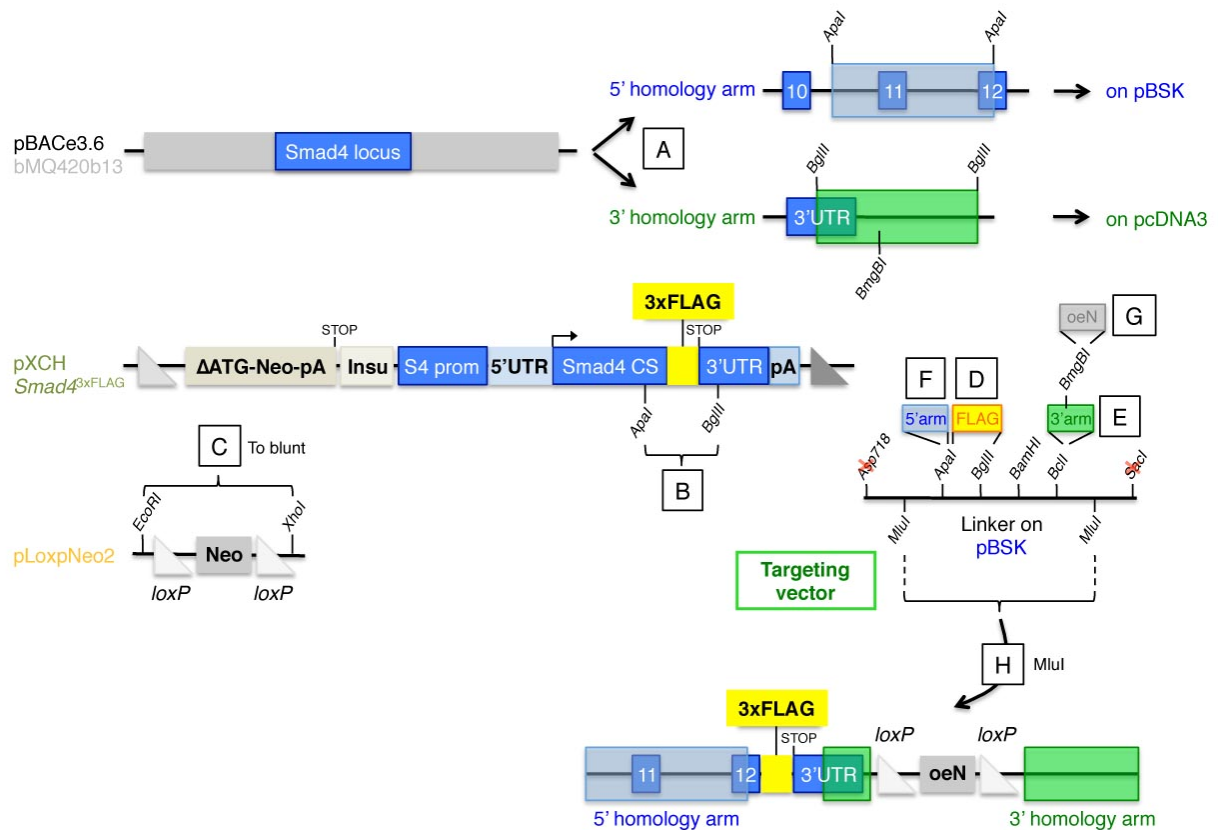 ApaI
ApaI
5' homology arm
10
11
12
on pBSK
pBACe3.6
bMQ420b13
Smad4 locus
A
BglII
BglII
3' homology arm
3'UTR
on pcDNA3
BmgBI
3xFLAG
STOP
STOP
oeN
G
pXCH
Smad43xFLAG
ΔATG-Neo-pA
Insu
S4 prom
5'UTR
Smad4 CS
3'UTR
pA
BmgBI
F
D
ApaI
BglII
5'arm
FLAG
3'arm
E
C
To blunt
B
Asp718
ApaI
BglII
BamHI
BclI
SacI
EcoRI
XhoI
MluI
Linker on
pBSK
MluI
pLoxpNeo2
Neo
loxP
loxP
Targeting
vector
H
MluI
3xFLAG
STOP
loxP
loxP
11
12
3'UTR
oeN
5' homology arm
3' homology arm